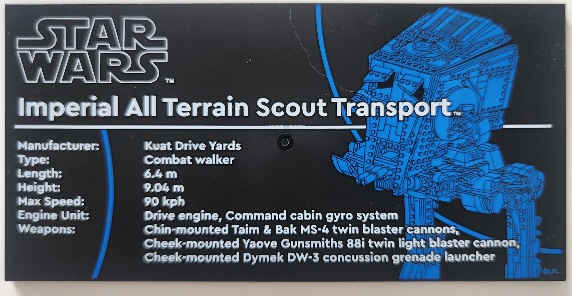 STAR
WARS™
Imperial All Terrain Scout Transport™
Manufacturer: Kuat Drive Yards
Type: Combat walker
Length: 6.4 m
Height: 9.04 m
Max Speed: 90 kph
Engine Unit: Drive engine, Command cabin gyro system
Weapons: Chin-mounted Taim & Bak MS-4 twin blaster cannons,
Cheek-mounted Yaove Gunsmiths 88i twin light blaster cannon,
Cheek-mounted Dymek DW-3 concussion grenade launcher